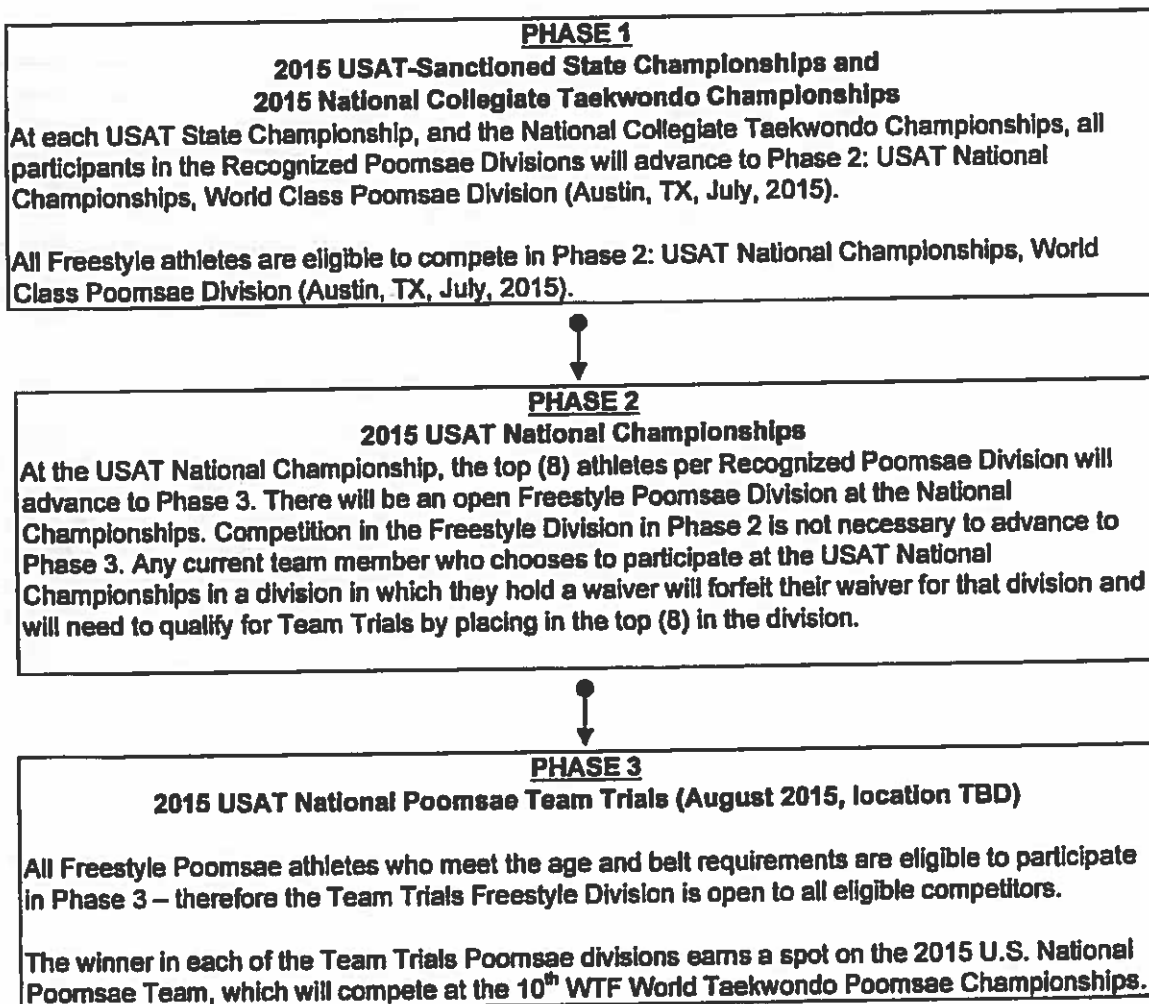 PHASE 1
2015 USAT-Sanctioned State Championships and
2015 National Collegiate Taekwondo Championships
At each USAT State Championship, and the National Collegiate Taekwondo Championships, all
participants in the Recognized Poomsae Divisions will advance to Phase 2: USAT National
Championships, World Class Poomsae Division (Austin, TX, July, 2015).
All Freestyle athletes are eligible to compete in Phase 2: USAT National Championships, World
Class Poomsae Division (Austin, TX, July, 2015).
PHASE 2
2015 USAT National Championships
At the USAT National Championship, the top (8) athletes per Recognized Poomsae Division will
advance to Phase 3. There will be an open Freestyle Poomsae Division at the National
Championships. Competition in the Freestyle Division in Phase 2 is not necessary to advance to
Phase 3. Any current team member who chooses to participate at the USAT National
Championships in a division in which they hold a waiver will forfeit their waiver for that division and
will need to qualify for Team Trials by placing in the top (8) in the division.
PHASE 3
2015 USAT National Poomsae Team Trials (August 2015, location TBD)
All Freestyle Poomsae athletes who meet the age and belt requirements are eligible to participate
in Phase 3 – therefore the Team Trials Freestyle Division is open to all eligible competitors.
The winner in each of the Team Trials Poomsae divisions earns a spot on the 2015 U.S. National
Poomsae Team, which will compete at the 10th WTF World Taekwondo Poomsae Championships.